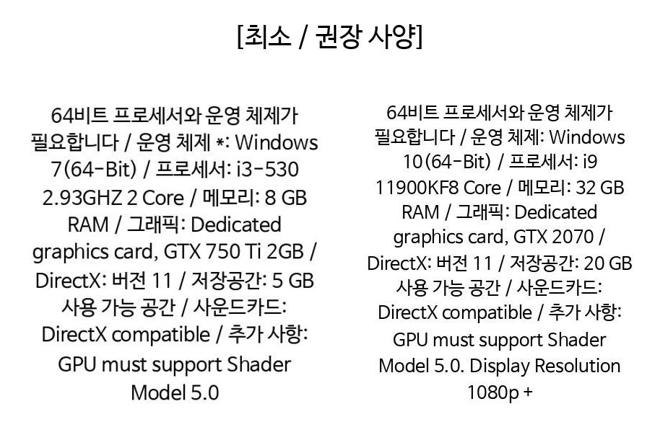 [최소 / 권장 사양]
64비트 프로세서와 운영 체제가
필요합니다 / 운영 체제 *: Windows
7(64-Bit) / 프로세서: i3-530
2.93GHZ 2 Core / 메모리: 8 GB
RAM / 그래픽: Dedicated
graphics card, GTX 750 Ti 2GB /
DirectX: 버전 11 / 저장공간: 5 GB
사용 가능 공간 / 사운드카드:
DirectX compatible / 추가 사항:
GPU must support Shader
Model 5.0
64비트 프로세서와 운영 체제가
필요합니다 / 운영 체제: Windows
10(64-Bit) / 프로세서: i9
11900KF8 Core / 메모리: 32 GB
RAM / 그래픽: Dedicated
graphics card, GTX 2070 /
DirectX: 버전 11 / 저장공간: 20 GB
사용 가능 공간 / 사운드카드:
DirectX compatible / 추가 사항:
GPU must support Shader
Model 5.0. Display Resolution
1080p +